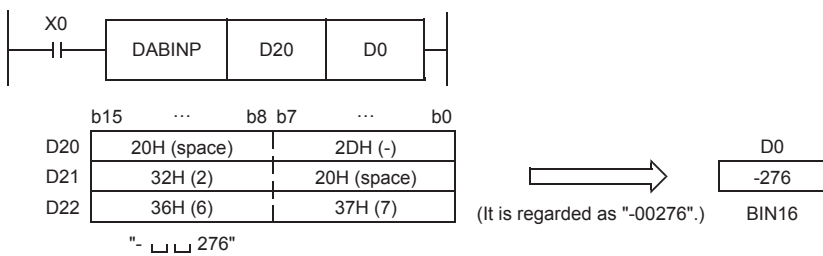 X0
DABINP D20 D0
b15 ... b8 b7 ... b0
D20 20H (space) 2DH (-)
D21 32H (2) 20H (space)
D22 36H (6) 37H (7)
"- ␣ ␣ 276"
(It is regarded as "-00276".)
D0
-276
BIN16